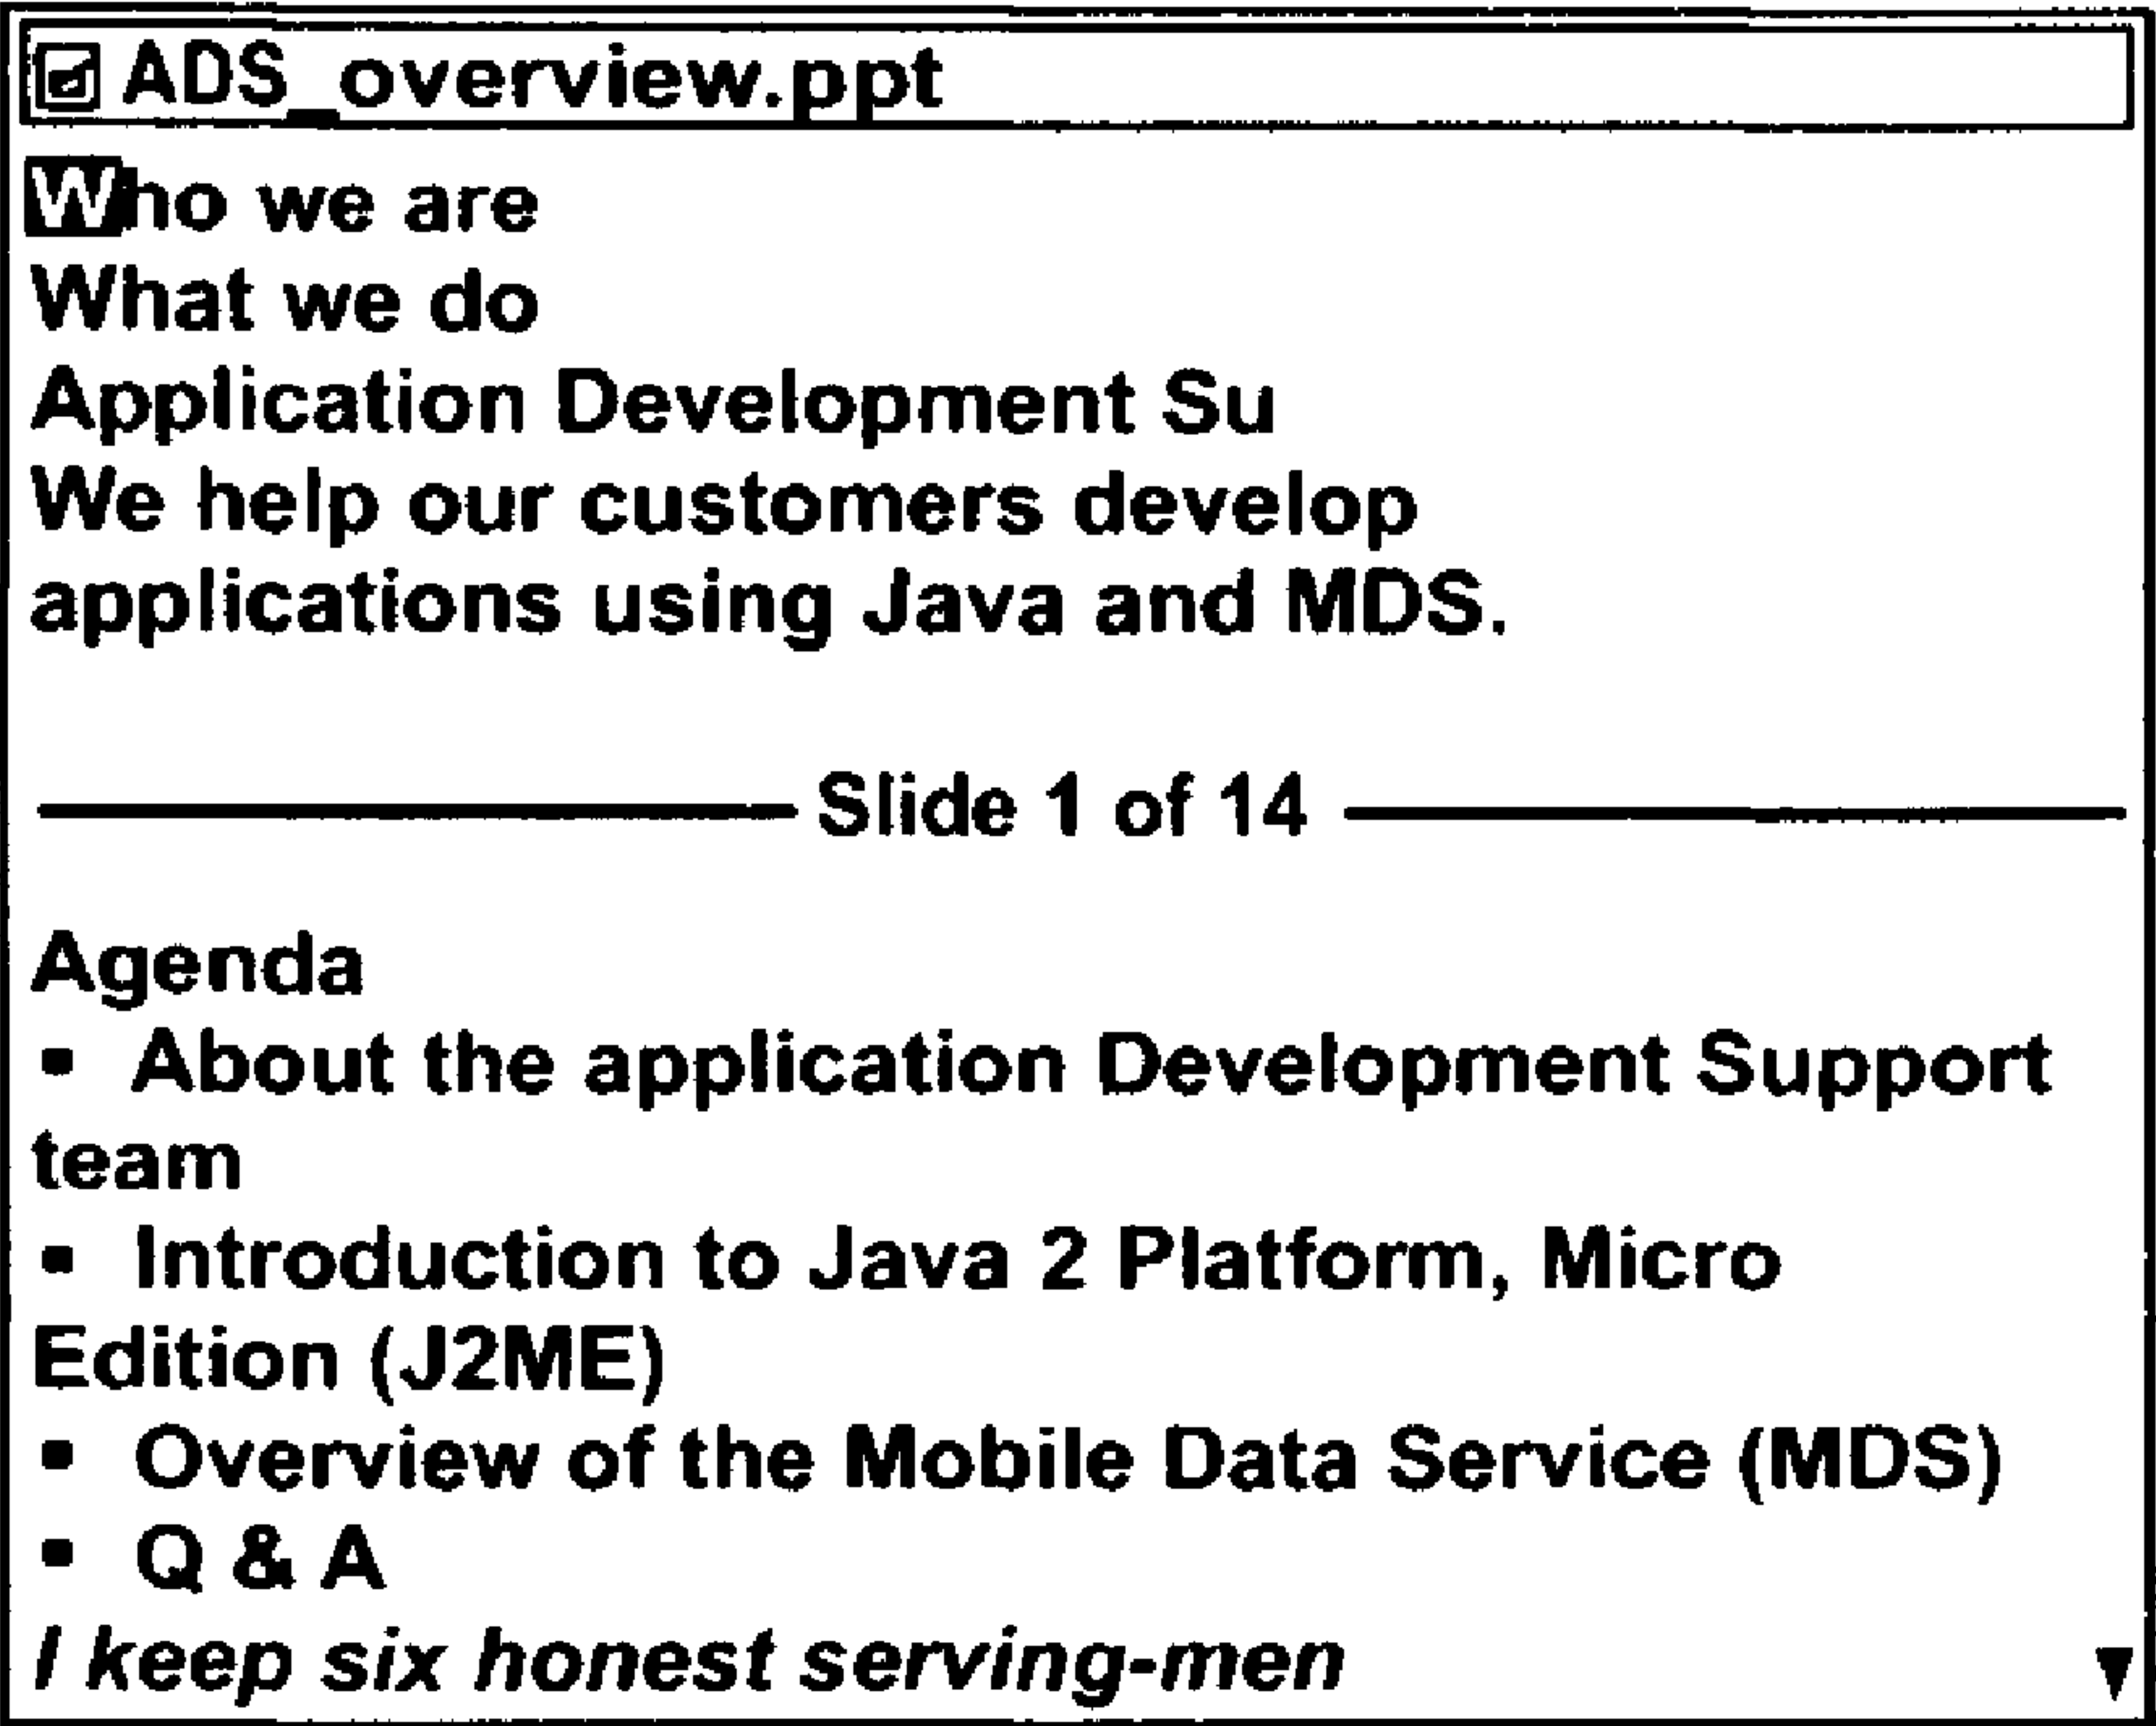 ADS_overview.ppt
Who we are
What we do
Application Development Su
We help our customers develop
applications using Java and MDS.
Slide 1 of 14
Agenda
• About the application Development Support
team
• Introduction to Java 2 Platform, Micro
Edition (J2ME)
• Overview of the Mobile Data Service (MDS)
• Q & A
I keep six honest serving-men